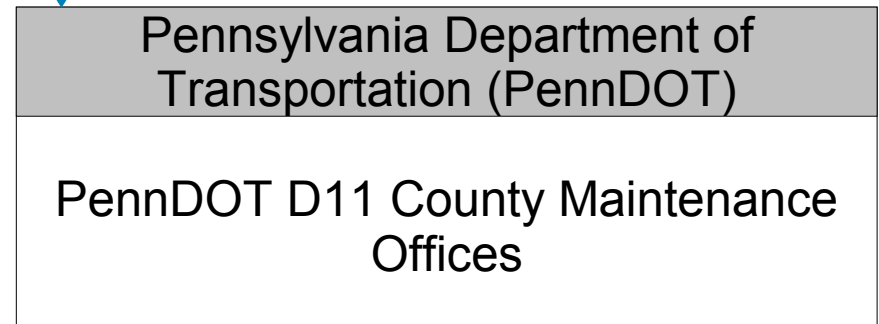 Pennsylvania Department of
Transportation (PennDOT)
PennDOT D11 County Maintenance
Offices